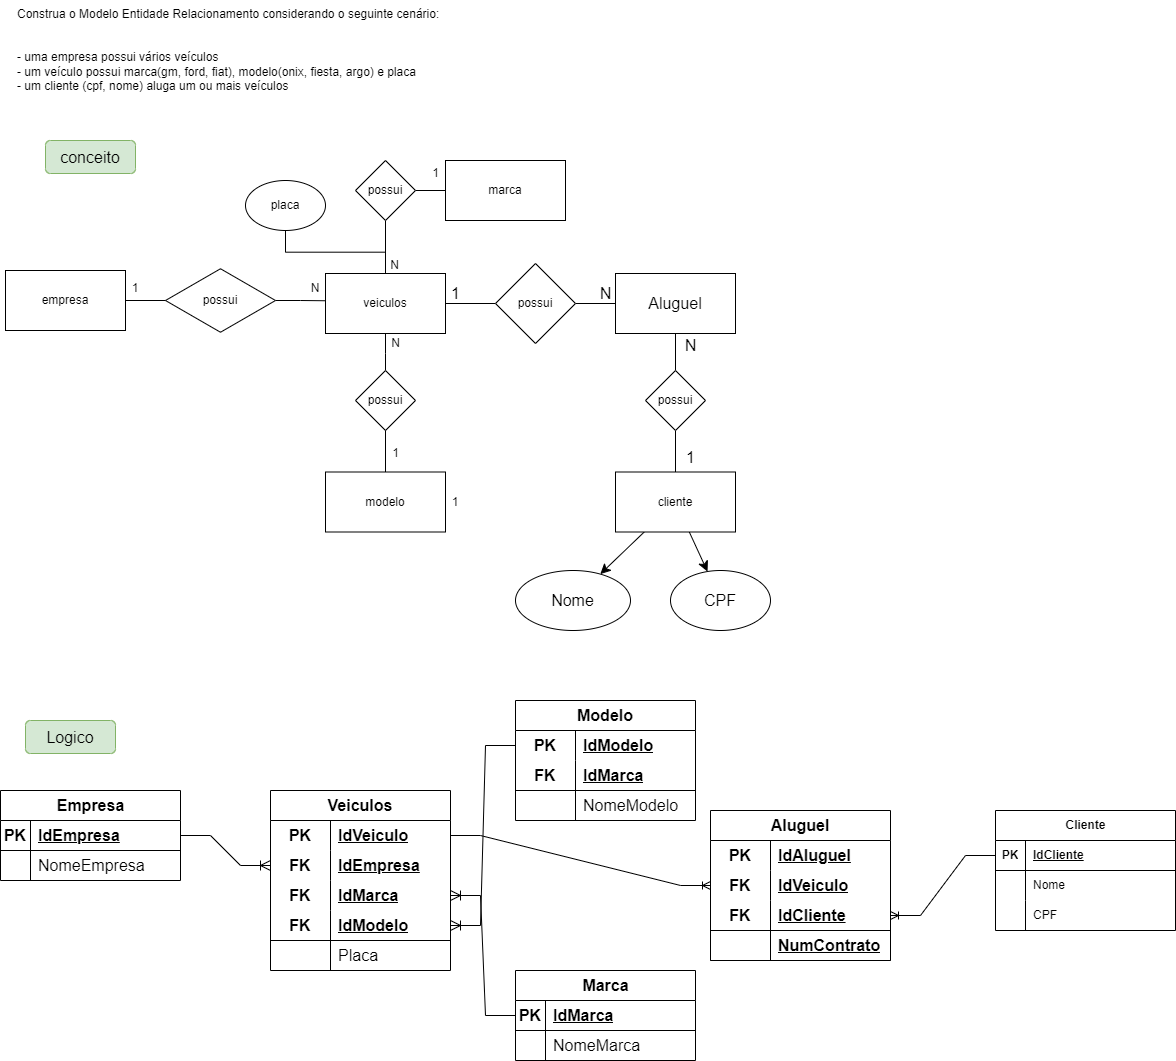 Construa o Modelo Entidade Relacionamento considerando o seguinte cenário:
- uma empresa possui vários veículos
- um veículo possui marca(gm, ford, fiat), modelo(onix, fiesta, argo) e placa
- um cliente (cpf, nome) aluga um ou mais veículos
conceito
possui
1
marca
placa
N
empresa
1
possui
N
veiculos
1
possui
N
Aluguel
N
N
possui
possui
1
1
modelo
1
cliente
Nome
CPF
Logico
Modelo
PK IdModelo
FK IdMarca
NomeModelo
Empresa
PK IdEmpresa
NomeEmpresa
Veiculos
PK IdVeiculo
FK IdEmpresa
FK IdMarca
FK IdModelo
Placa
Aluguel
PK IdAluguel
FK IdVeiculo
FK IdCliente
NumContrato
Cliente
PK IdCliente
Nome
CPF
Marca
PK IdMarca
NomeMarca